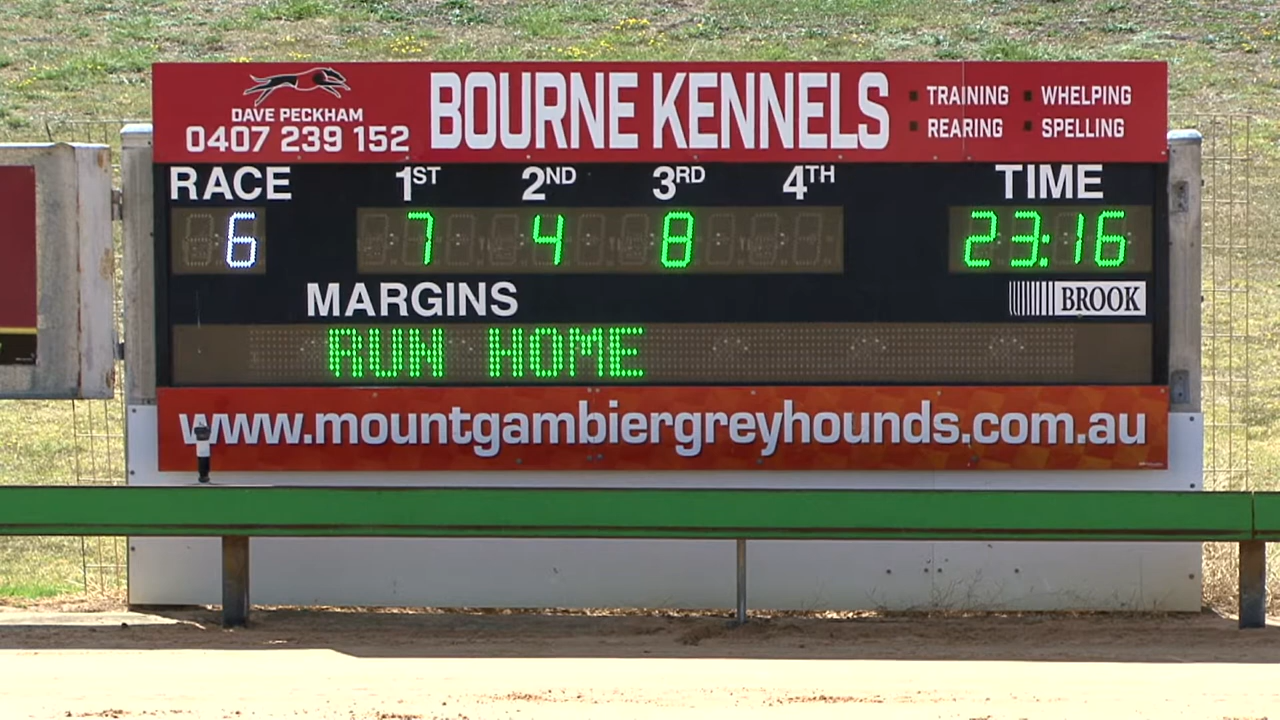 DAVE PECKHAM
0407 239 152
BOURNE KENNELS
TRAINING WHELPING
REARING SPELLING
RACE 1ST 2ND 3RD 4TH TIME
6 7 4 8 23:16
MARGINS BROOK
RUN HOME
www.mountgambiergreyhounds.com.au